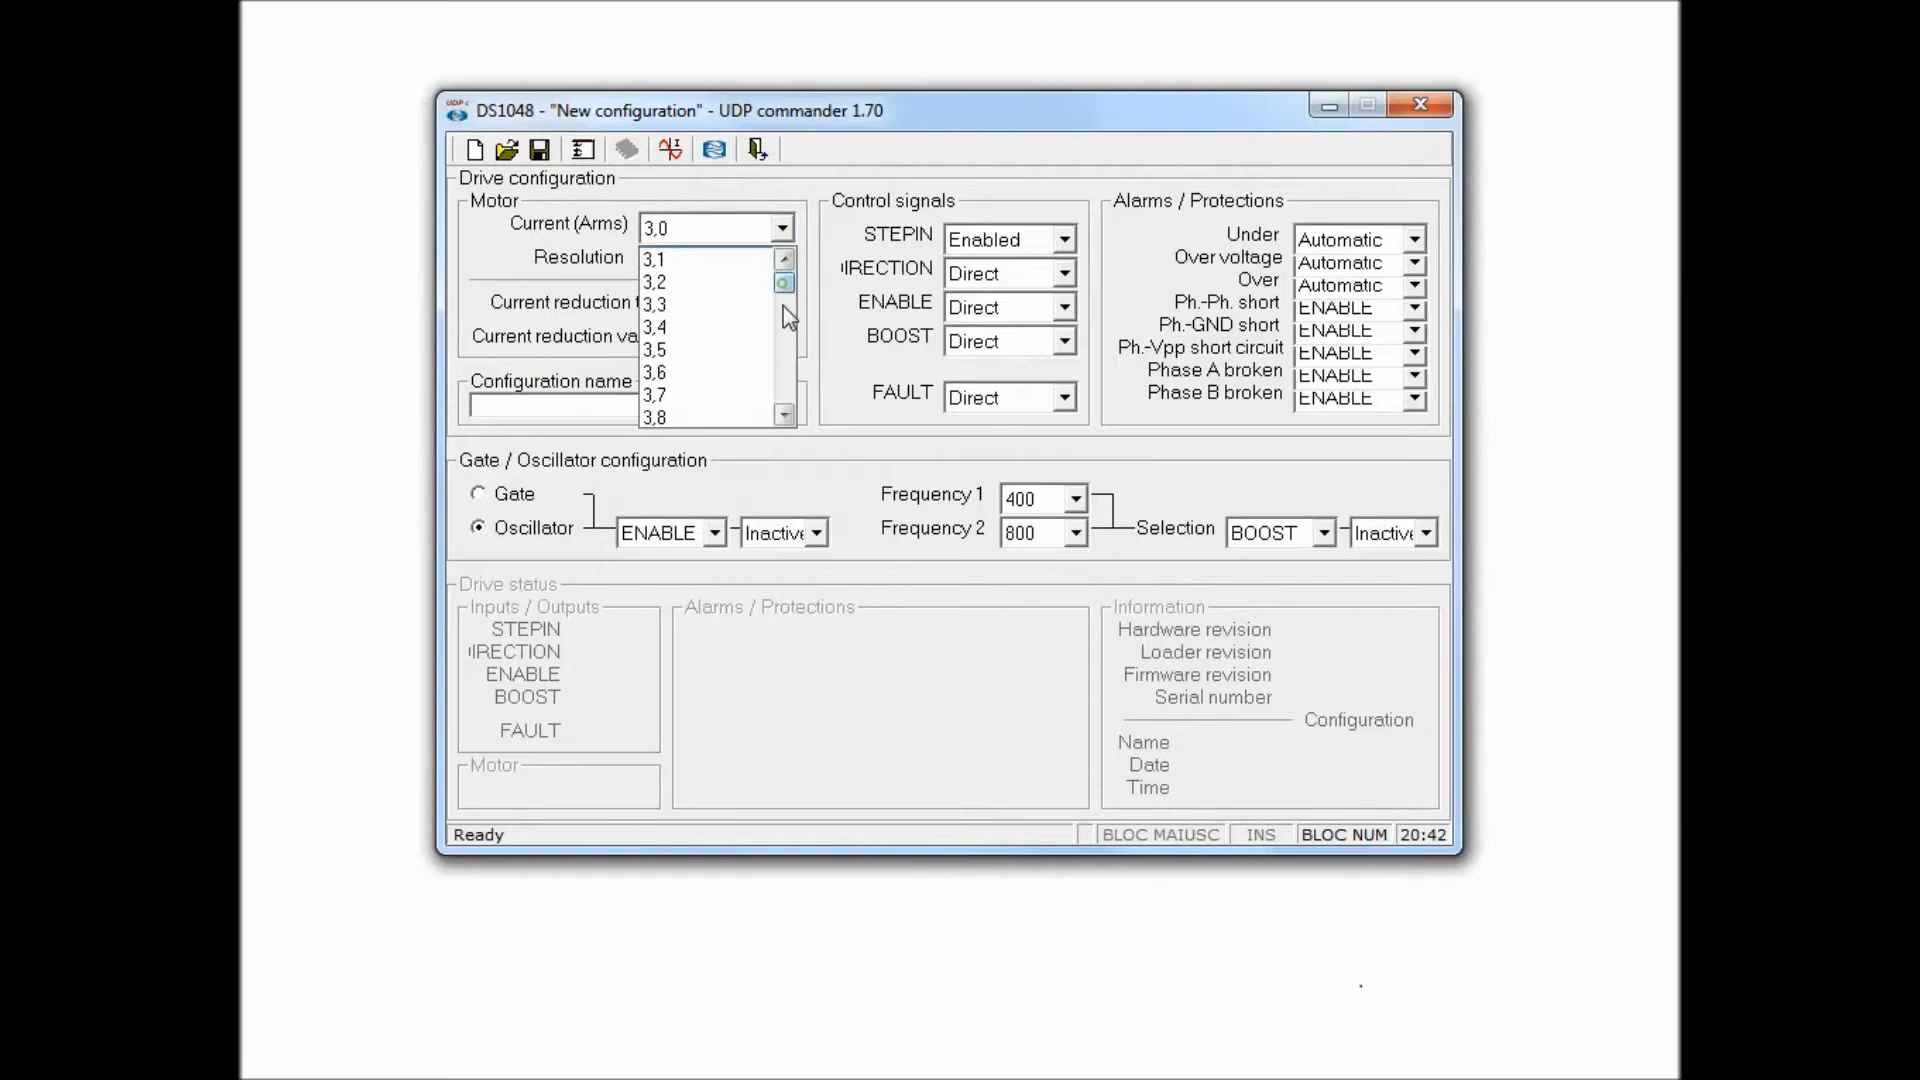 DS1048 - "New configuration" - UDP commander 1.70
Drive configuration
Motor
Current (Arms) 3,0
3,1
3,2
3,3
3,4
3,5
3,6
3,7
3,8
Resolution
Current reduction
Current reduction va
Configuration name
Control signals
STEPIN Enabled
IRECTION Direct
ENABLE Direct
BOOST Direct
FAULT Direct
Alarms / Protections
Under Automatic
Over voltage Automatic
Over Automatic
Ph.-Ph. short ENABLE
Ph.-GND short ENABLE
Ph.-Vpp short circuit ENABLE
Phase A broken ENABLE
Phase B broken ENABLE
Gate / Oscillator configuration
Gate
Oscillator ENABLE Inactive
Frequency 1 400
Frequency 2 800
Selection BOOST Inactive
Drive status
Inputs / Outputs
STEPIN
IRECTION
ENABLE
BOOST
FAULT
Motor
Alarms / Protections
Information
Hardware revision
Loader revision
Firmware revision
Serial number
Configuration
Name
Date
Time
Ready BLOC MAIUSC INS BLOC NUM 20:42